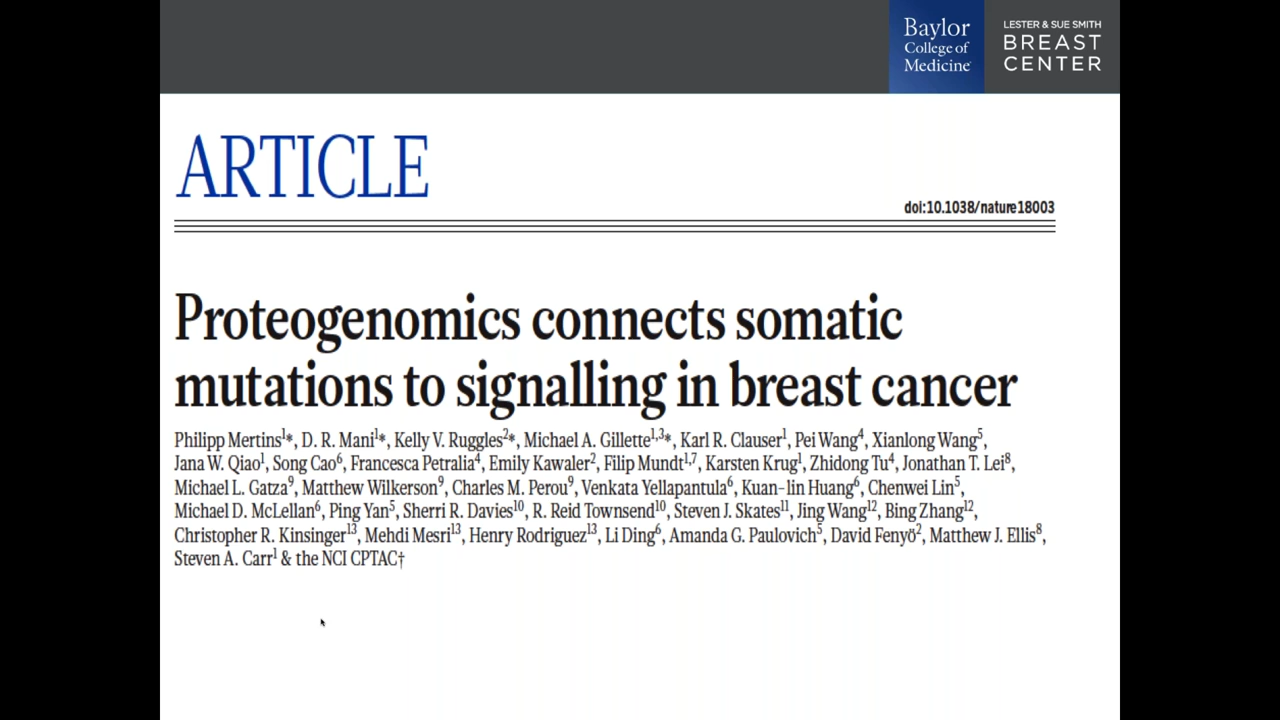 Baylor
College of
Medicine
LESTER & SUE SMITH
BREAST
CENTER
ARTICLE
doi:10.1038/nature18003
Proteogenomics connects somatic
mutations to signalling in breast cancer
Philipp Mertins1*, D. R. Mani1*, Kelly V. Ruggles2*, Michael A. Gillette1,3*, Karl R. Clauser1, Pei Wang4, Xianlong Wang5,
Jana W. Qiao1, Song Cao6, Francesca Petralia4, Emily Kawaler2, Filip Mundt1,7, Karsten Krug1, Zhidong Tu4, Jonathan T. Lei8,
Michael L. Gatza9, Matthew Wilkerson9, Charles M. Perou9, Venkata Yellapantula6, Kuan-lin Huang6, Chenwei Lin5,
Michael D. McLellan6, Ping Yan5, Sherri R. Davies10, R. Reid Townsend10, Steven J. Skates11, Jing Wang12, Bing Zhang12,
Christopher R. Kinsinger13, Mehdi Mesri13, Henry Rodriguez13, Li Ding6, Amanda G. Paulovich5, David Fenyö2, Matthew J. Ellis8,
Steven A. Carr1 & the NCI CPTAC†